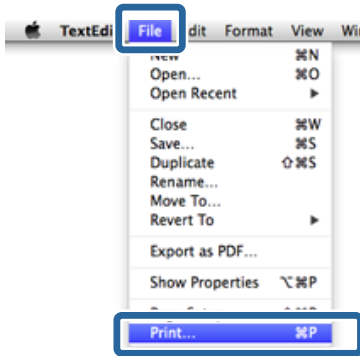 TextEdi File dit Format View Wi
New ⌘N
Open... ⌘O
Open Recent ▶
Close ⌘W
Save... ⌘S
Duplicate ⇧⌘S
Rename...
Move To...
Revert To ▶
Export as PDF...
Show Properties ⌥⌘P
Print... ⌘P